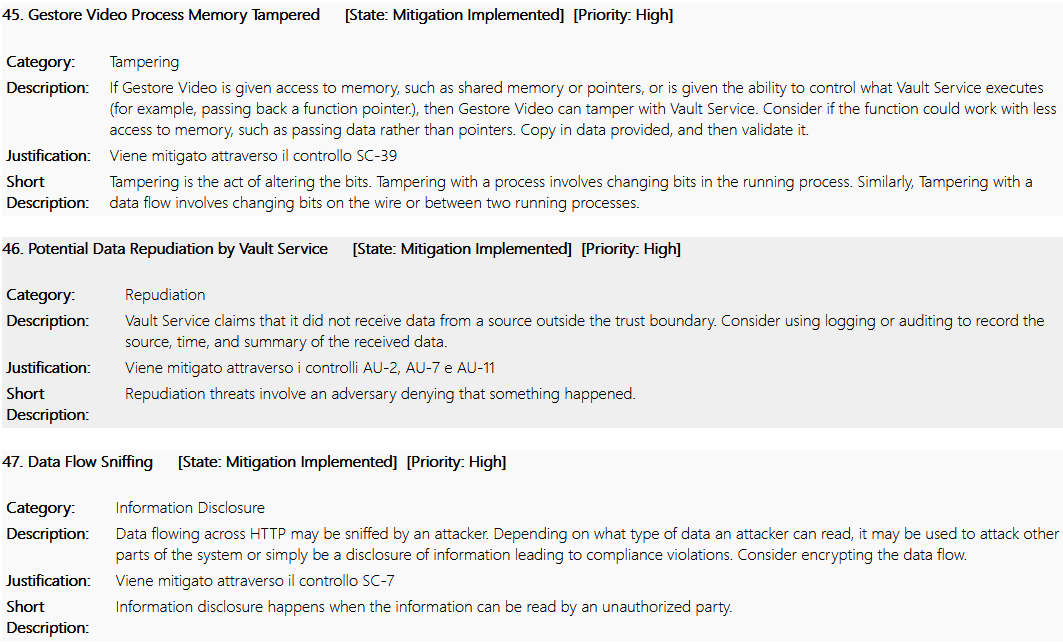 45. Gestore Video Process Memory Tampered [State: Mitigation Implemented] [Priority: High]
Category: Tampering
Description: If Gestore Video is given access to memory, such as shared memory or pointers, or is given the ability to control what Vault Service executes
(for example, passing back a function pointer.), then Gestore Video can tamper with Vault Service. Consider if the function could work with less
access to memory, such as passing data rather than pointers. Copy in data provided, and then validate it.
Justification: Viene mitigato attraverso il controllo SC-39
Short Tampering is the act of altering the bits. Tampering with a process involves changing bits in the running process. Similarly, Tampering with a
Description: data flow involves changing bits on the wire or between two running processes.
46. Potential Data Repudiation by Vault Service [State: Mitigation Implemented] [Priority: High]
Category: Repudiation
Description: Vault Service claims that it did not receive data from a source outside the trust boundary. Consider using logging or auditing to record the
source, time, and summary of the received data.
Justification: Viene mitigato attraverso i controlli AU-2, AU-7 e AU-11
Short Repudiation threats involve an adversary denying that something happened.
Description:
47. Data Flow Sniffing [State: Mitigation Implemented] [Priority: High]
Category: Information Disclosure
Description: Data flowing across HTTP may be sniffed by an attacker. Depending on what type of data an attacker can read, it may be used to attack other
parts of the system or simply be a disclosure of information leading to compliance violations. Consider encrypting the data flow.
Justification: Viene mitigato attraverso il controllo SC-7
Short Information disclosure happens when the information can be read by an unauthorized party.
Description: